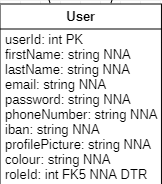 User
userId: int PK
firstName: string NNA
lastName: string NNA
email: string NNA
password: string NNA
phoneNumber: string NNA
iban: string NNA
profilePicture: string NNA
colour: string NNA
roleId: int FK5 NNA DTR